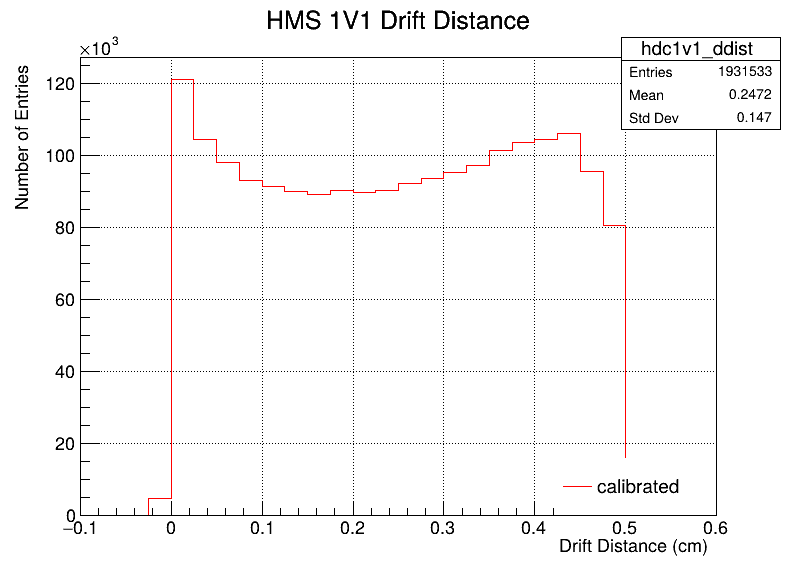 HMS 1V1 Drift Distance
×10³
hdc1v1_ddist
Entries 1931533
Mean 0.2472
Std Dev 0.147
Number of Entries
120
100
80
60
40
20
0
calibrated
−0.1 0 0.1 0.2 0.3 0.4 0.5 0.6
Drift Distance (cm)